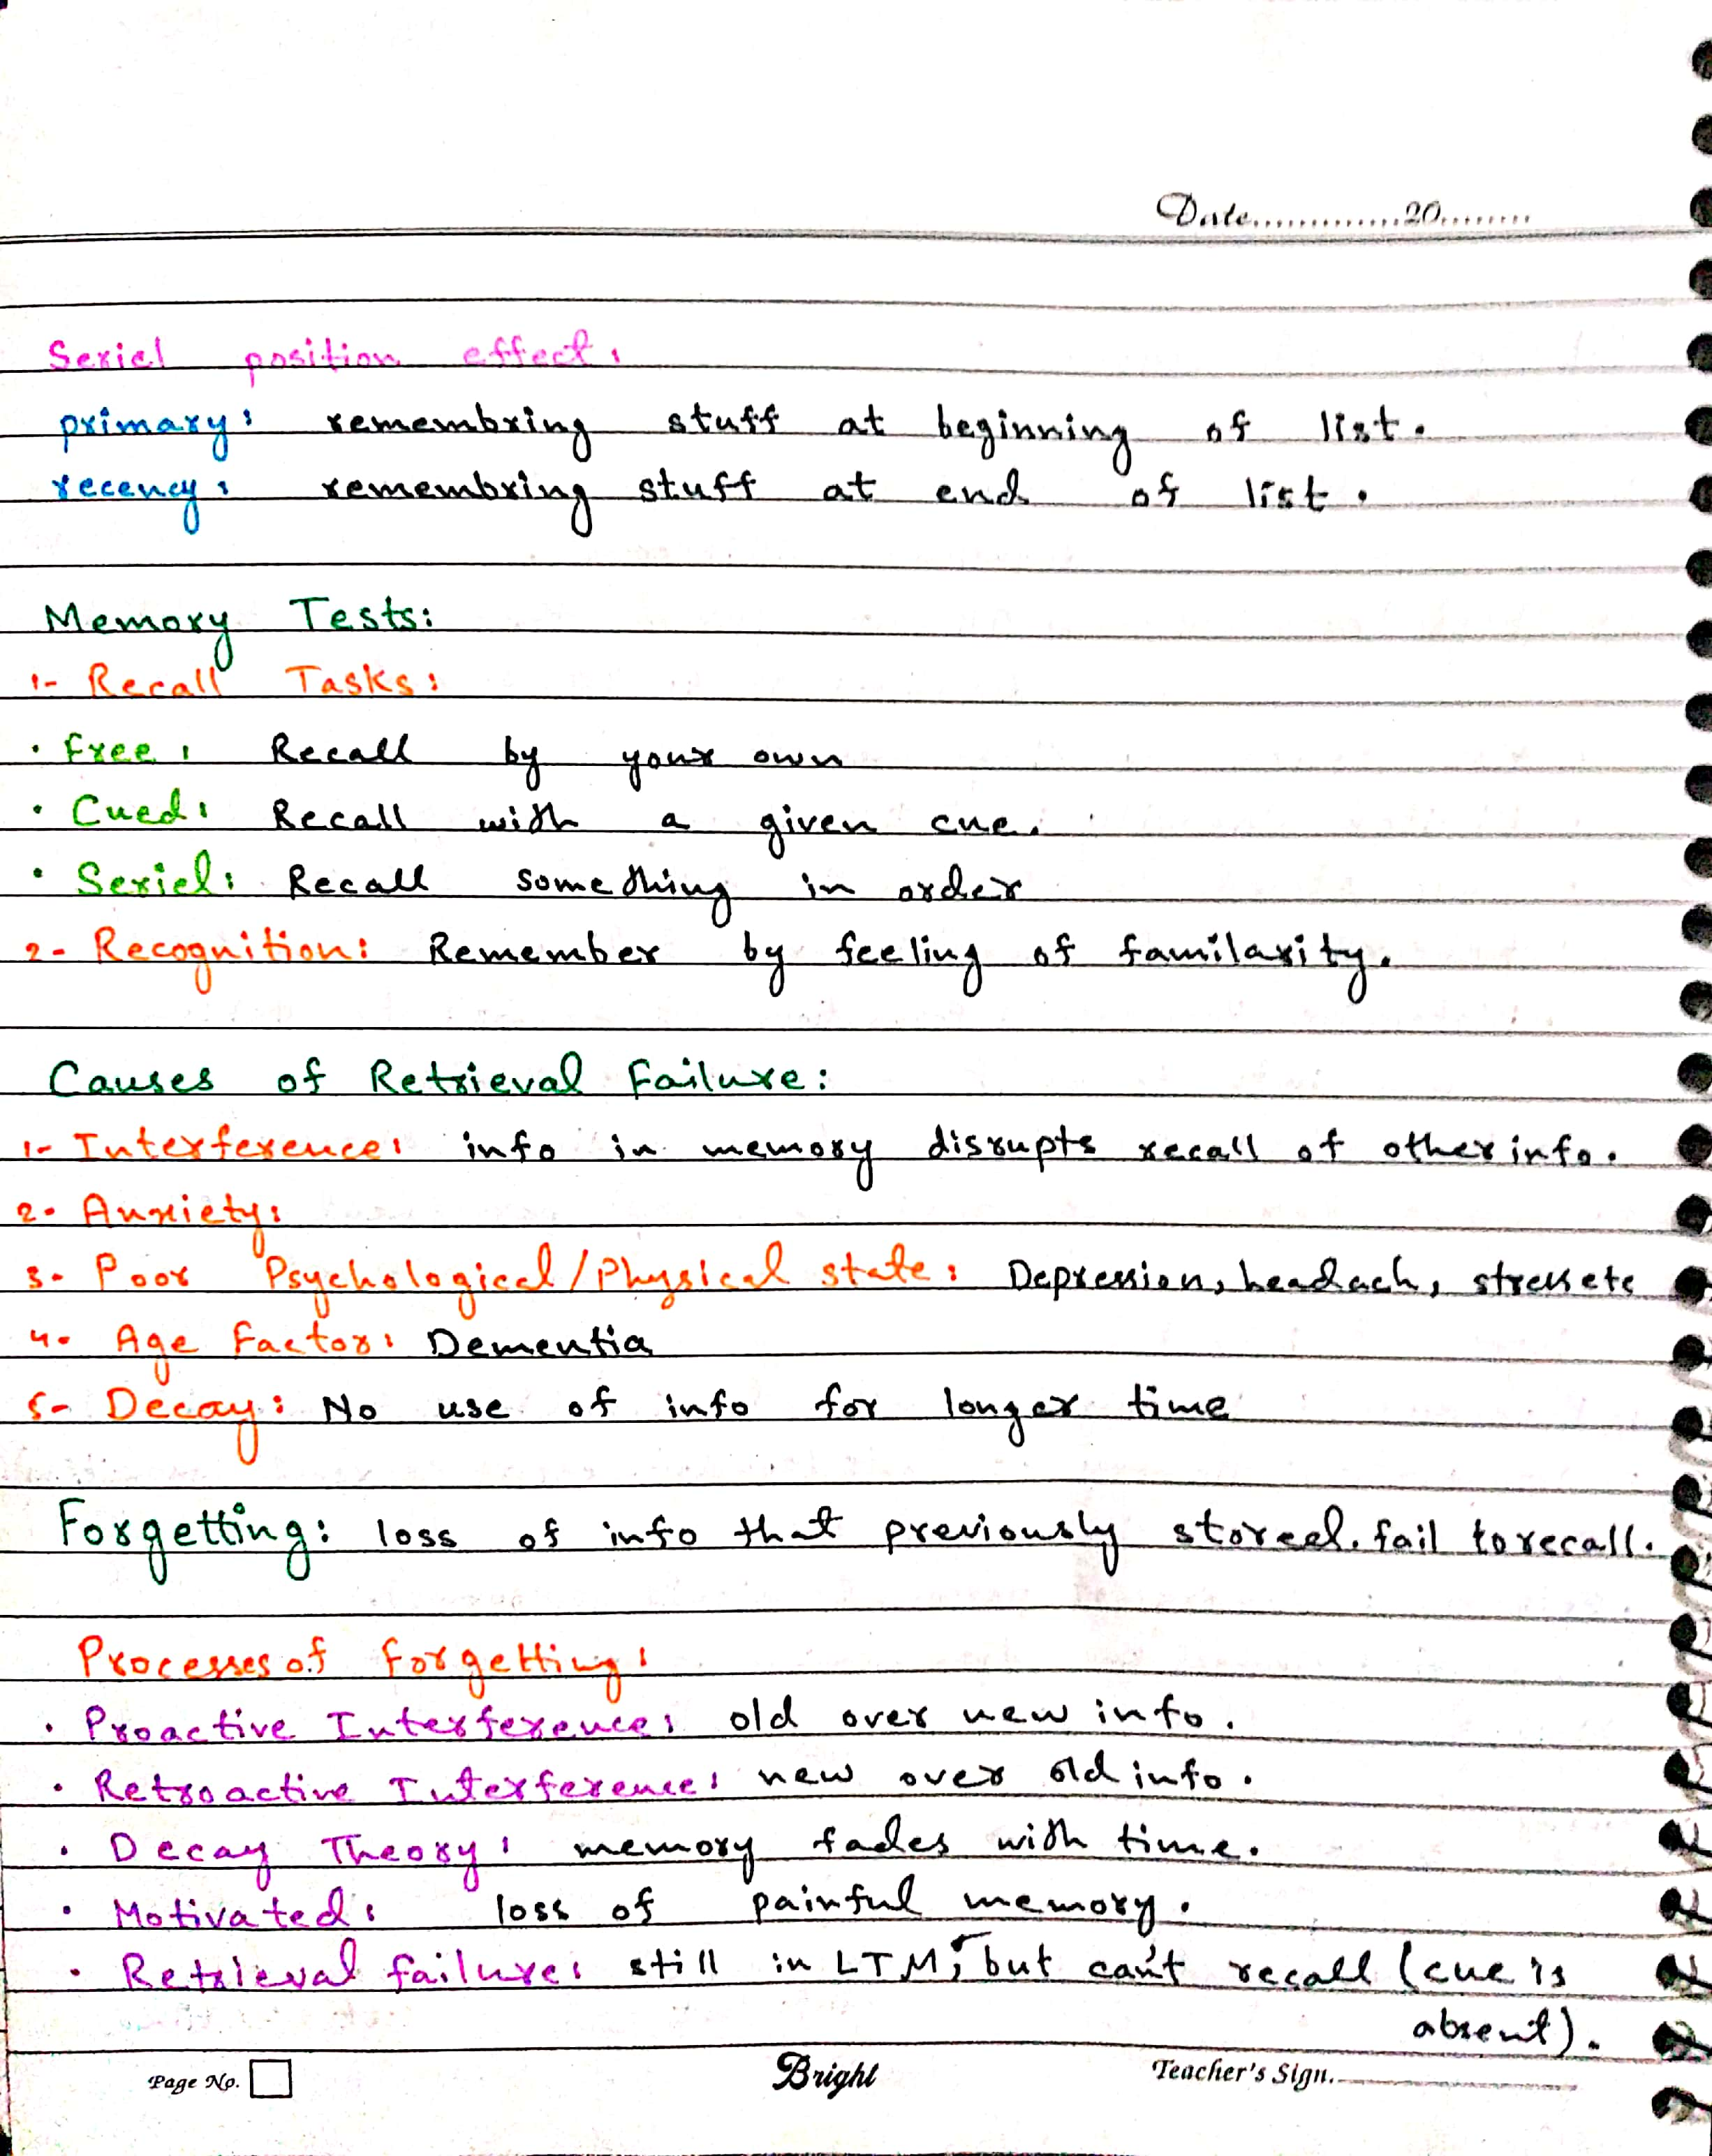 Date..............20.........
Seriel position effect:
primary: remembring stuff at beginning of list.
recency: remembring stuff at end of list.
Memory Tests:
1- Recall Tasks:
• Free: Recall by your own
• Cued: Recall with a given cue.
• Seriel: Recall something in order
2- Recognition: Remember by feeling of familarity.
Causes of Retrieval Failure:
1- Interference: info in memory disrupts recall of other info.
2- Anxiety:
3- Poor Psychological/Physical state: Depression, headach, stress etc
4- Age Factor: Dementia
5- Decay: No use of info for longer time
Forgetting: loss of info that previously stored. fail to recall.
Processes of forgetting:
• Proactive Interference: old over new info.
• Retroactive Interference: new over old info.
• Decay Theory: memory fades with time.
• Motivated: loss of painful memory.
• Retrieval failure: still in LTM, but can't recall (cue is
absent).
Page No. Bright Teacher's Sign.